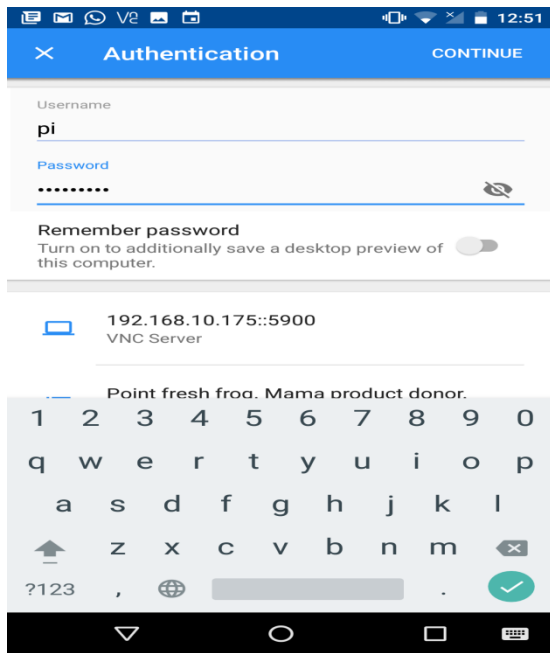 V2 12:51
Authentication CONTINUE
Username
pi
Password
•••••••••
Remember password
Turn on to additionally save a desktop preview of
this computer.
192.168.10.175::5900
VNC Server
Point fresh frog. Mama product donor.
1 2 3 4 5 6 7 8 9 0
q w e r t y u i o p
a s d f g h j k l
z x c v b n m
?123 , .